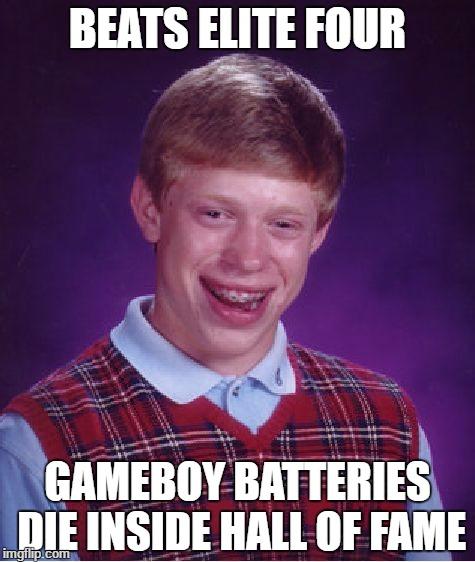 BEATS ELITE FOUR
GAMEBOY BATTERIES
DIE INSIDE HALL OF FAME
imgflip.com